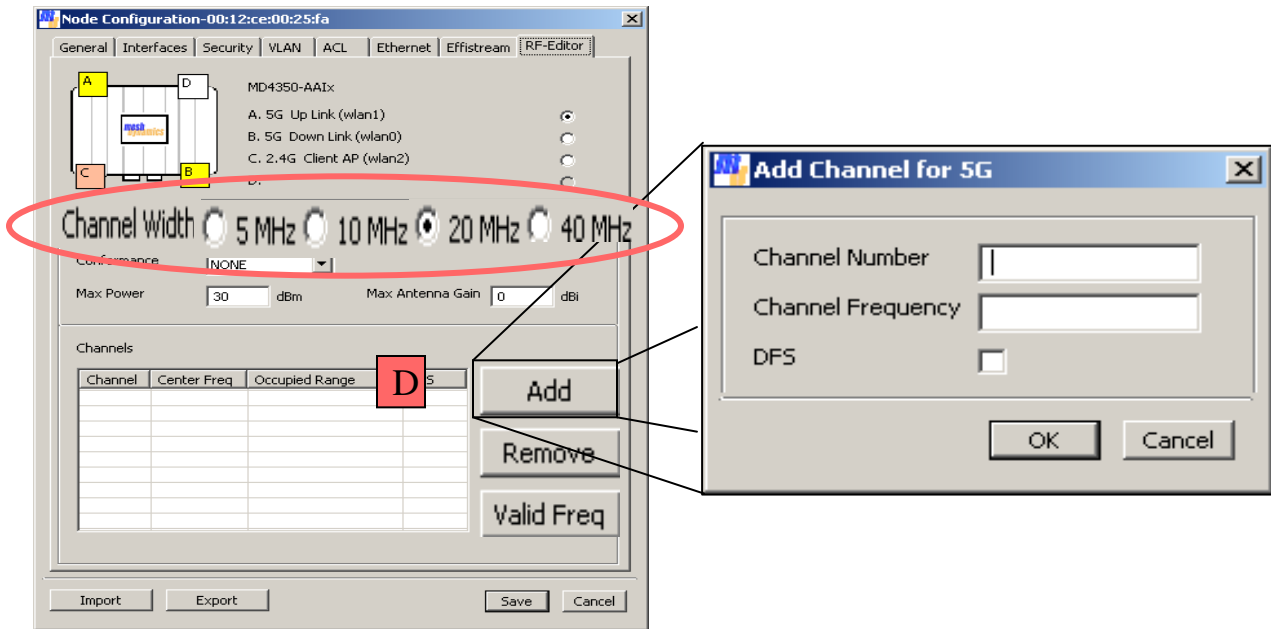 Node Configuration-00:12:ce:00:25:fa
General Interfaces Security VLAN ACL Ethernet Effistream RF-Editor
A D
MD4350-AAIx
A. 5G Up Link (wlan1)
mesh dynamics
B. 5G Down Link (wlan0)
C. 2.4G Client AP (wlan2)
C B
D.
Channel Width 5 MHz 10 MHz 20 MHz 40 MHz
Conformance NONE
Max Power 30 dBm Max Antenna Gain 0 dBi
Channels
Channel Center Freq Occupied Range D S
Add
Remove
Valid Freq
Import Export Save Cancel
Add Channel for 5G
Channel Number
Channel Frequency
DFS
OK Cancel